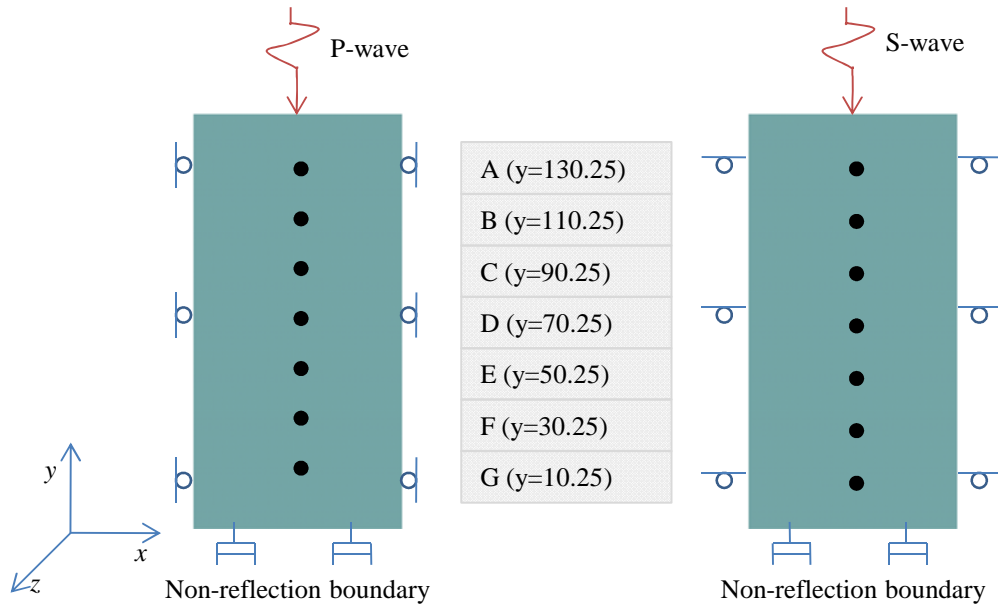 P-wave
S-wave
A (y=130.25)
B (y=110.25)
C (y=90.25)
D (y=70.25)
E (y=50.25)
F (y=30.25)
G (y=10.25)
y
x
z
Non-reflection boundary
Non-reflection boundary